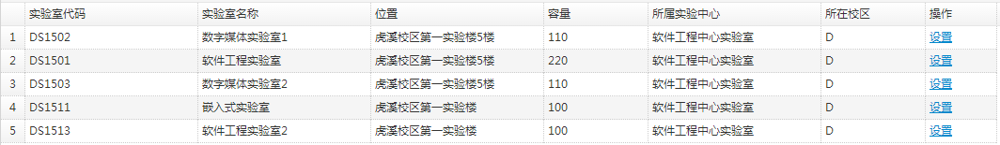 实验室代码 实验室名称 位置 容量 所属实验中心 所在校区 操作
1 DS1502 数字媒体实验室1 虎溪校区第一实验楼5楼 110 软件工程中心实验室 D 设置
2 DS1501 软件工程实验室 虎溪校区第一实验楼5楼 220 软件工程中心实验室 D 设置
3 DS1503 数字媒体实验室2 虎溪校区第一实验楼5楼 110 软件工程中心实验室 D 设置
4 DS1511 嵌入式实验室 虎溪校区第一实验楼 100 软件工程中心实验室 D 设置
5 DS1513 软件工程实验室2 虎溪校区第一实验楼 100 软件工程中心实验室 D 设置